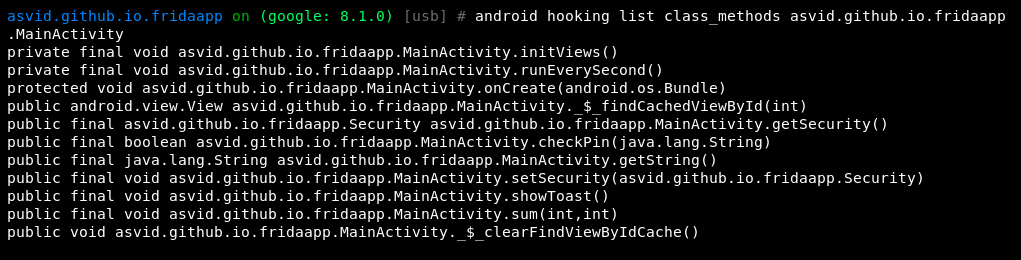 asvid.github.io.fridaapp on (google: 8.1.0) [usb] # android hooking list class_methods asvid.github.io.fridaapp
.MainActivity
private final void asvid.github.io.fridaapp.MainActivity.initViews()
private final void asvid.github.io.fridaapp.MainActivity.runEverySecond()
protected void asvid.github.io.fridaapp.MainActivity.onCreate(android.os.Bundle)
public android.view.View asvid.github.io.fridaapp.MainActivity._$_findCachedViewById(int)
public final asvid.github.io.fridaapp.Security asvid.github.io.fridaapp.MainActivity.getSecurity()
public final boolean asvid.github.io.fridaapp.MainActivity.checkPin(java.lang.String)
public final java.lang.String asvid.github.io.fridaapp.MainActivity.getString()
public final void asvid.github.io.fridaapp.MainActivity.setSecurity(asvid.github.io.fridaapp.Security)
public final void asvid.github.io.fridaapp.MainActivity.showToast()
public final void asvid.github.io.fridaapp.MainActivity.sum(int,int)
public void asvid.github.io.fridaapp.MainActivity._$_clearFindViewByIdCache()